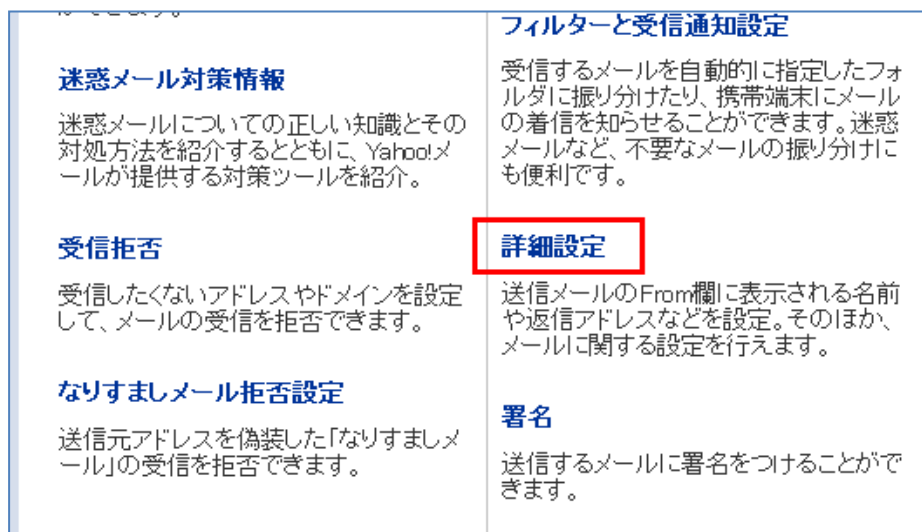 迷惑メール対策情報
迷惑メールについての正しい知識とその
対処方法を紹介するとともに、Yahoo!メ
ールが提供する対策ツールを紹介。
受信拒否
受信したくないアドレスやドメインを設定
して、メールの受信を拒否できます。
なりすましメール拒否設定
送信元アドレスを偽装した「なりすましメ
ール」の受信を拒否できます。
フィルターと受信通知設定
受信するメールを自動的に指定したフォ
ルダに振り分けたり、携帯端末にメール
の着信を知らせることができます。迷惑
メールなど、不要なメールの振り分けに
も便利です。
詳細設定
送信メールのFrom欄に表示される名前
や返信アドレスなどを設定。そのほか、
メールに関する設定を行えます。
署名
送信するメールに署名をつけることがで
きます。